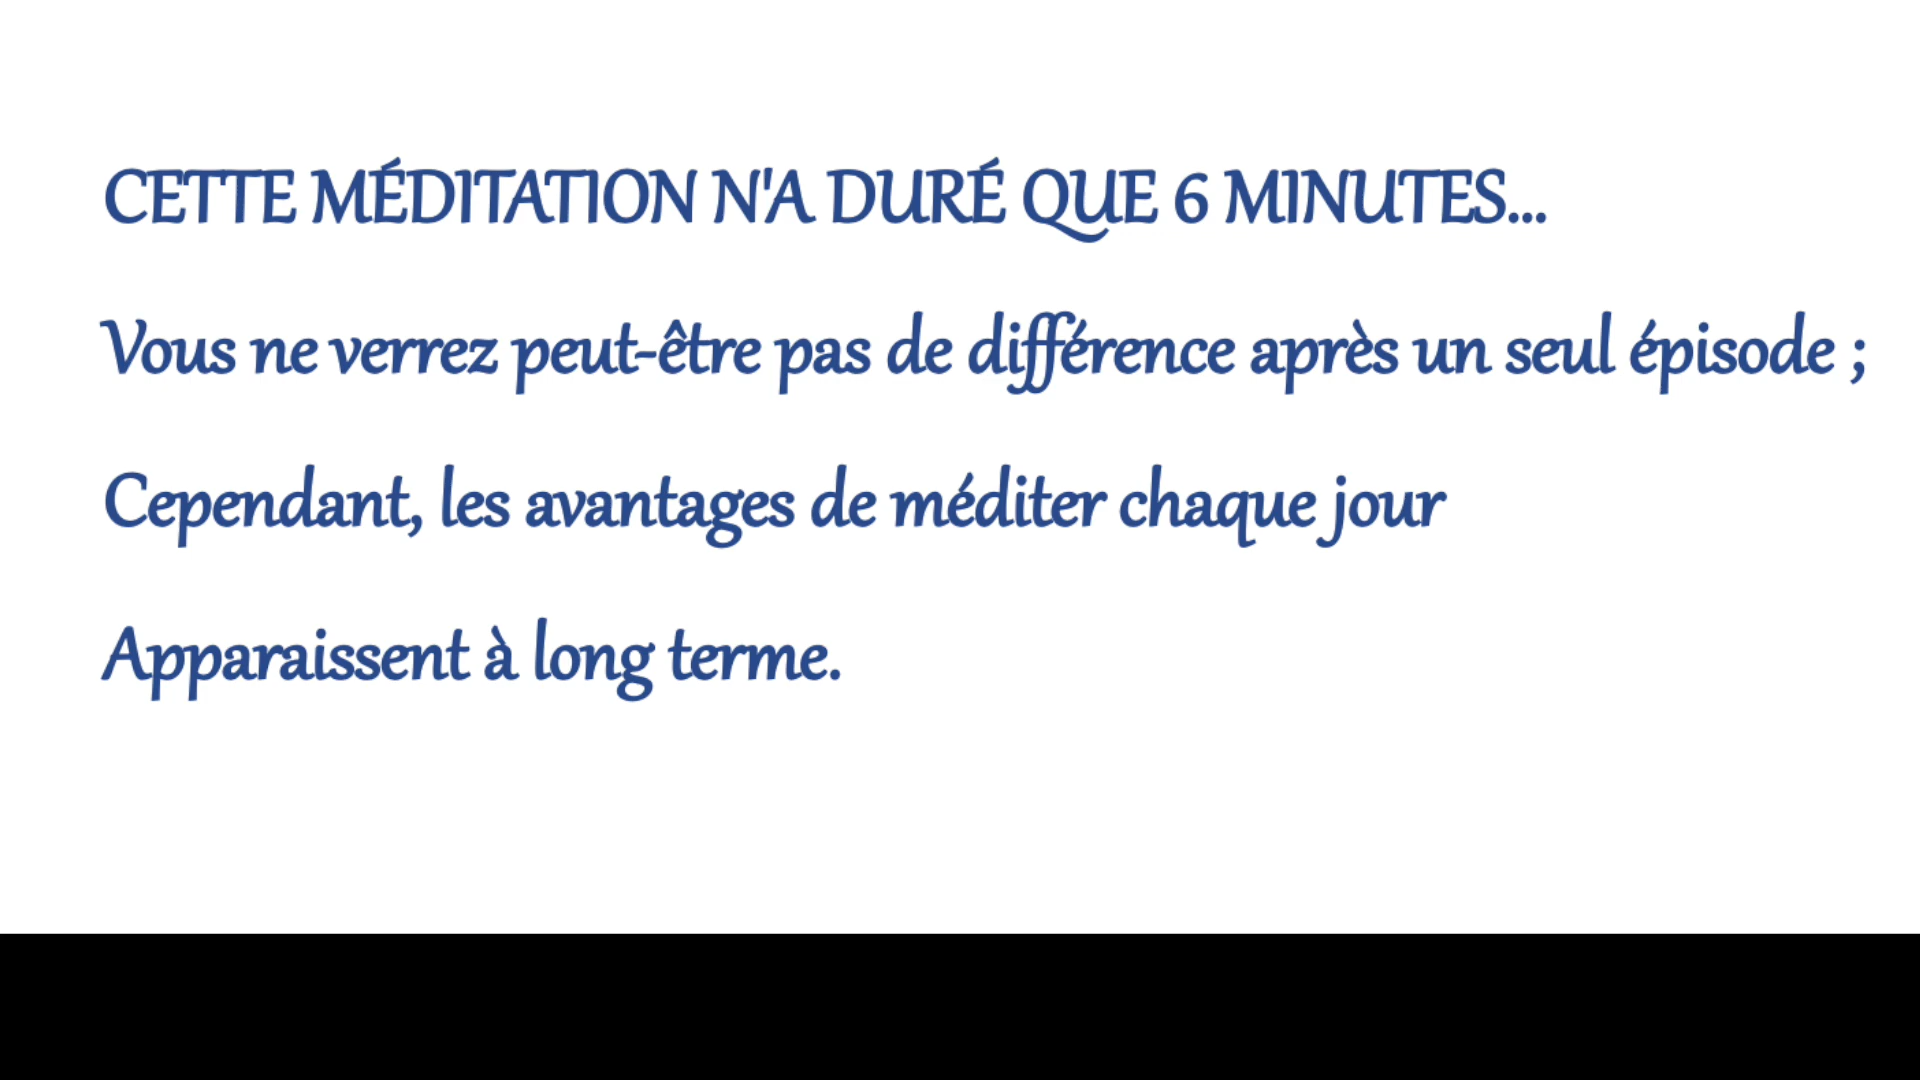 CETTE MÉDITATION N'A DURÉ QUE 6 MINUTES...
Vous ne verrez peut-être pas de différence après un seul épisode ;
Cependant, les avantages de méditer chaque jour
Apparaissent à long terme.